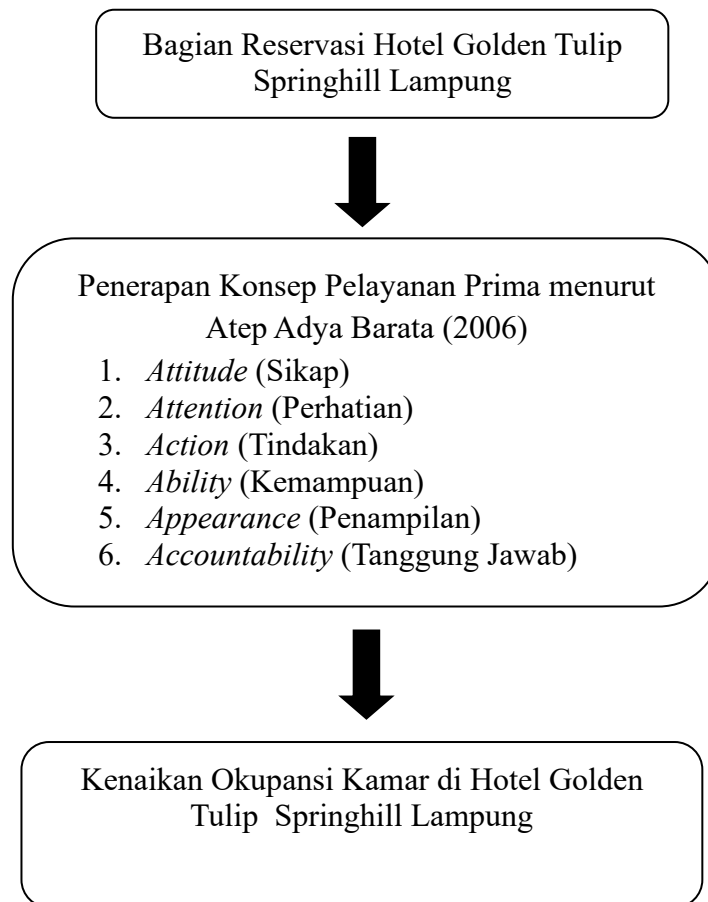 Bagian Reservasi Hotel Golden Tulip
Springhill Lampung
Penerapan Konsep Pelayanan Prima menurut
Atep Adya Barata (2006)
1. Attitude (Sikap)
2. Attention (Perhatian)
3. Action (Tindakan)
4. Ability (Kemampuan)
5. Appearance (Penampilan)
6. Accountability (Tanggung Jawab)
Kenaikan Okupansi Kamar di Hotel Golden
Tulip Springhill Lampung